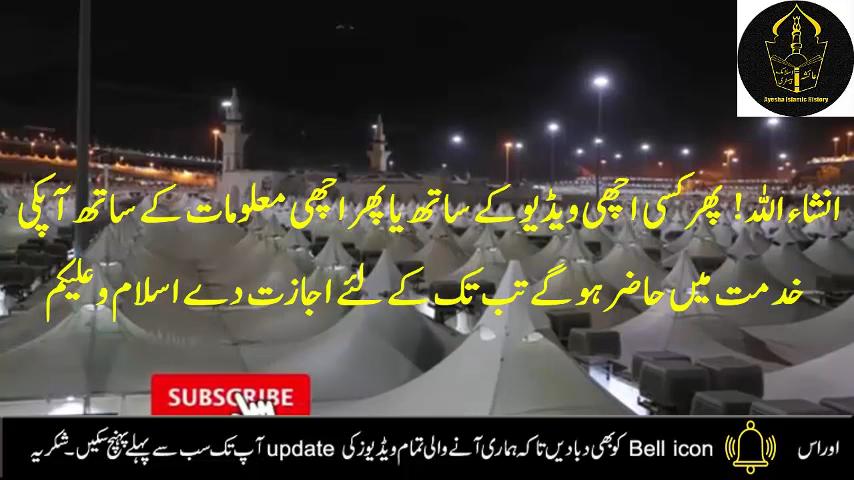 Ayesha Islamic History
انشاء اللہ! پھر کسی اچھی ویڈیو کے ساتھ یا پھر اچھی معلومات کے ساتھ آپکی
خدمت میں حاضر ہوگے تب تک کے لئے اجازت دے اسلام وعلیکم
SUBSCRIBE
اور اس Bell icon کو بھی دبا دیں تاکہ ہماری آنے والی تمام ویڈیوز کی update آپ تک سب سے پہلے پہنچ سکیں۔ شکریہ